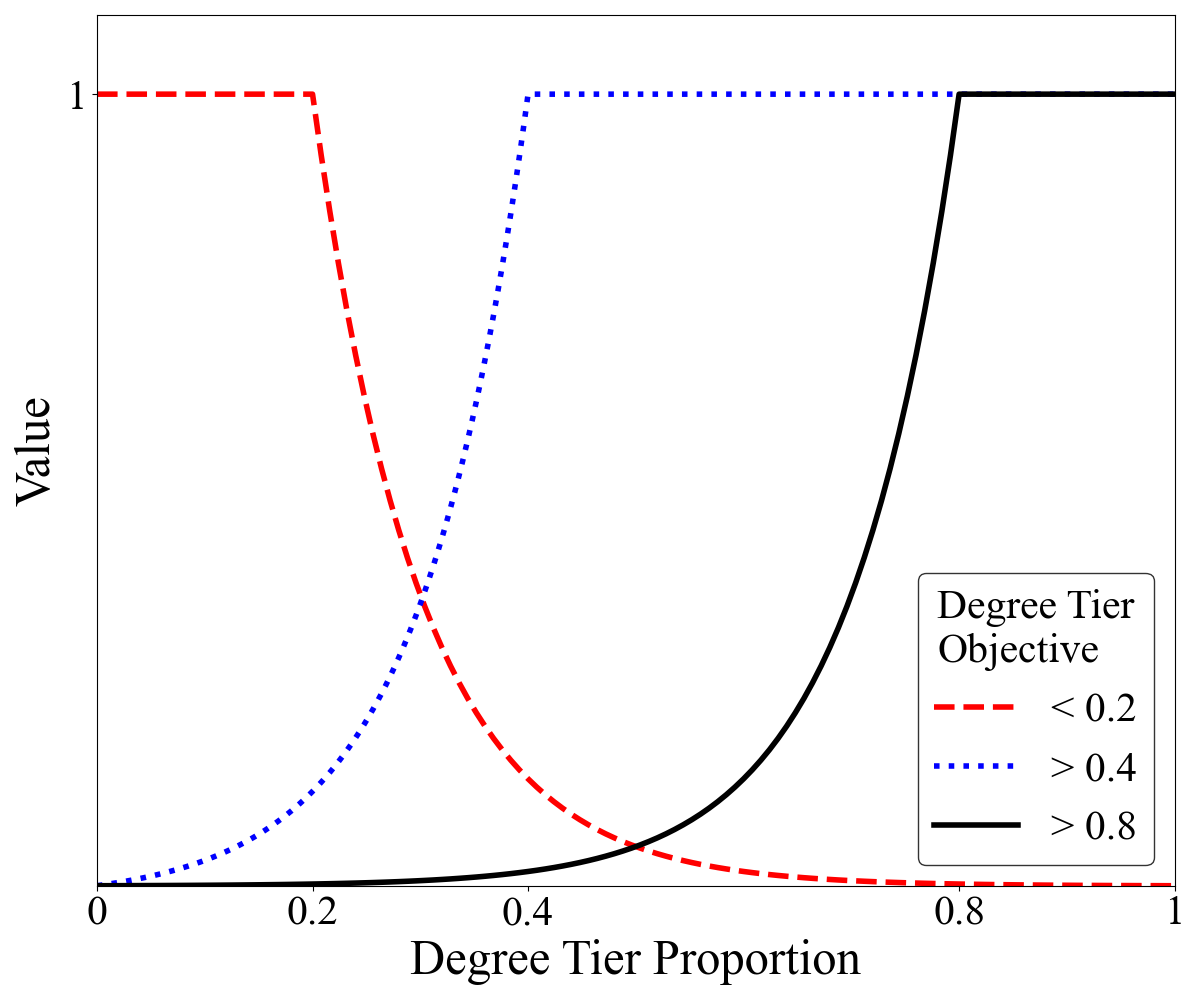 1
Value
0 0.2 0.4 0.8 1
Degree Tier Proportion
Degree Tier
Objective
< 0.2
> 0.4
> 0.8